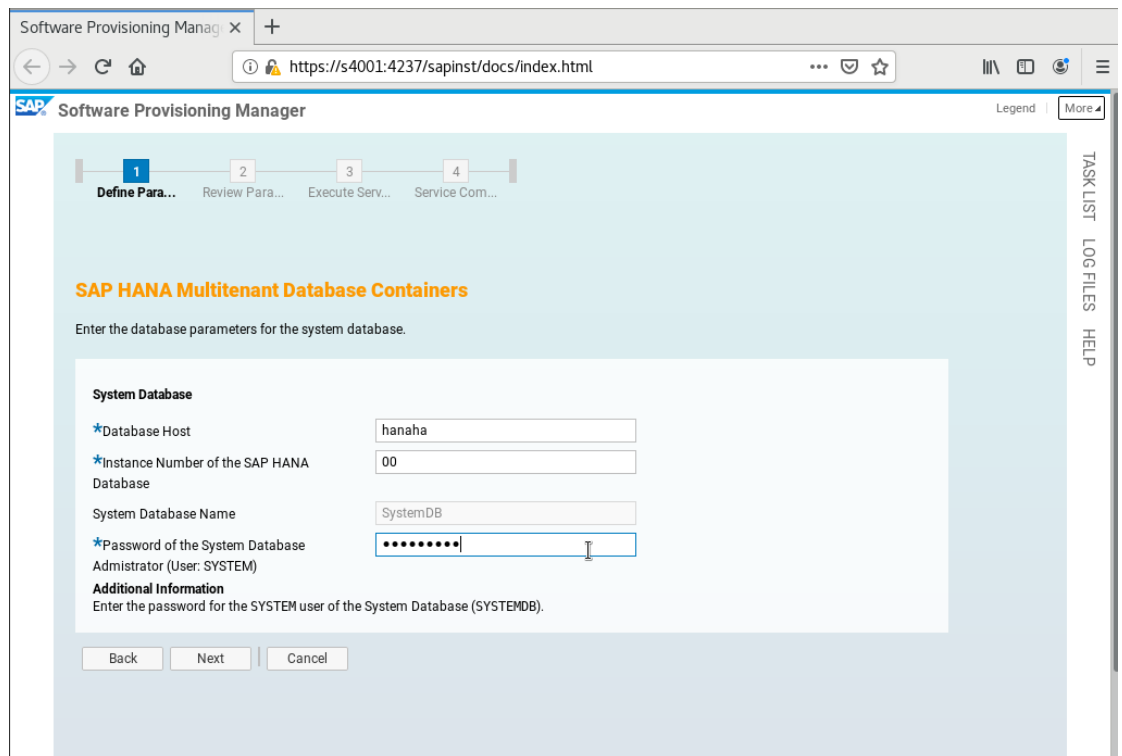 Software Provisioning Manag
https://s4001:4237/sapinst/docs/index.html
SAP Software Provisioning Manager
Legend
More
1
2
3
4
Define Para...
Review Para...
Execute Serv...
Service Com...
TASK LIST
LOG FILES
HELP
SAP HANA Multitenant Database Containers
Enter the database parameters for the system database.
System Database
*Database Host
hanaha
*Instance Number of the SAP HANA
Database
00
System Database Name
SystemDB
*Password of the System Database
Admistrator (User: SYSTEM)
•••••••••
Additional Information
Enter the password for the SYSTEM user of the System Database (SYSTEMDB).
Back
Next
Cancel